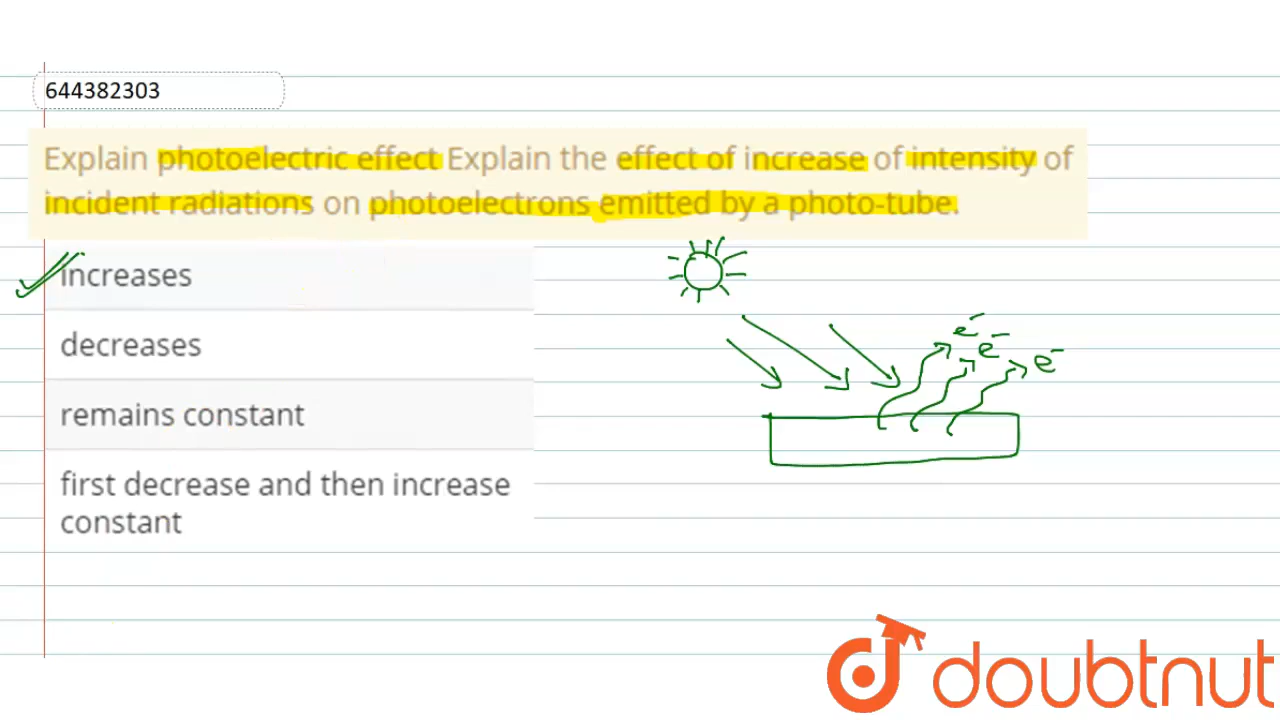 644382303
Explain photoelectric effect Explain the effect of increase of intensity of
incident radiations on photoelectrons emitted by a photo-tube.
increases
decreases
remains constant
first decrease and then increase
constant
e⁻
e⁻
e⁻
doubtnut